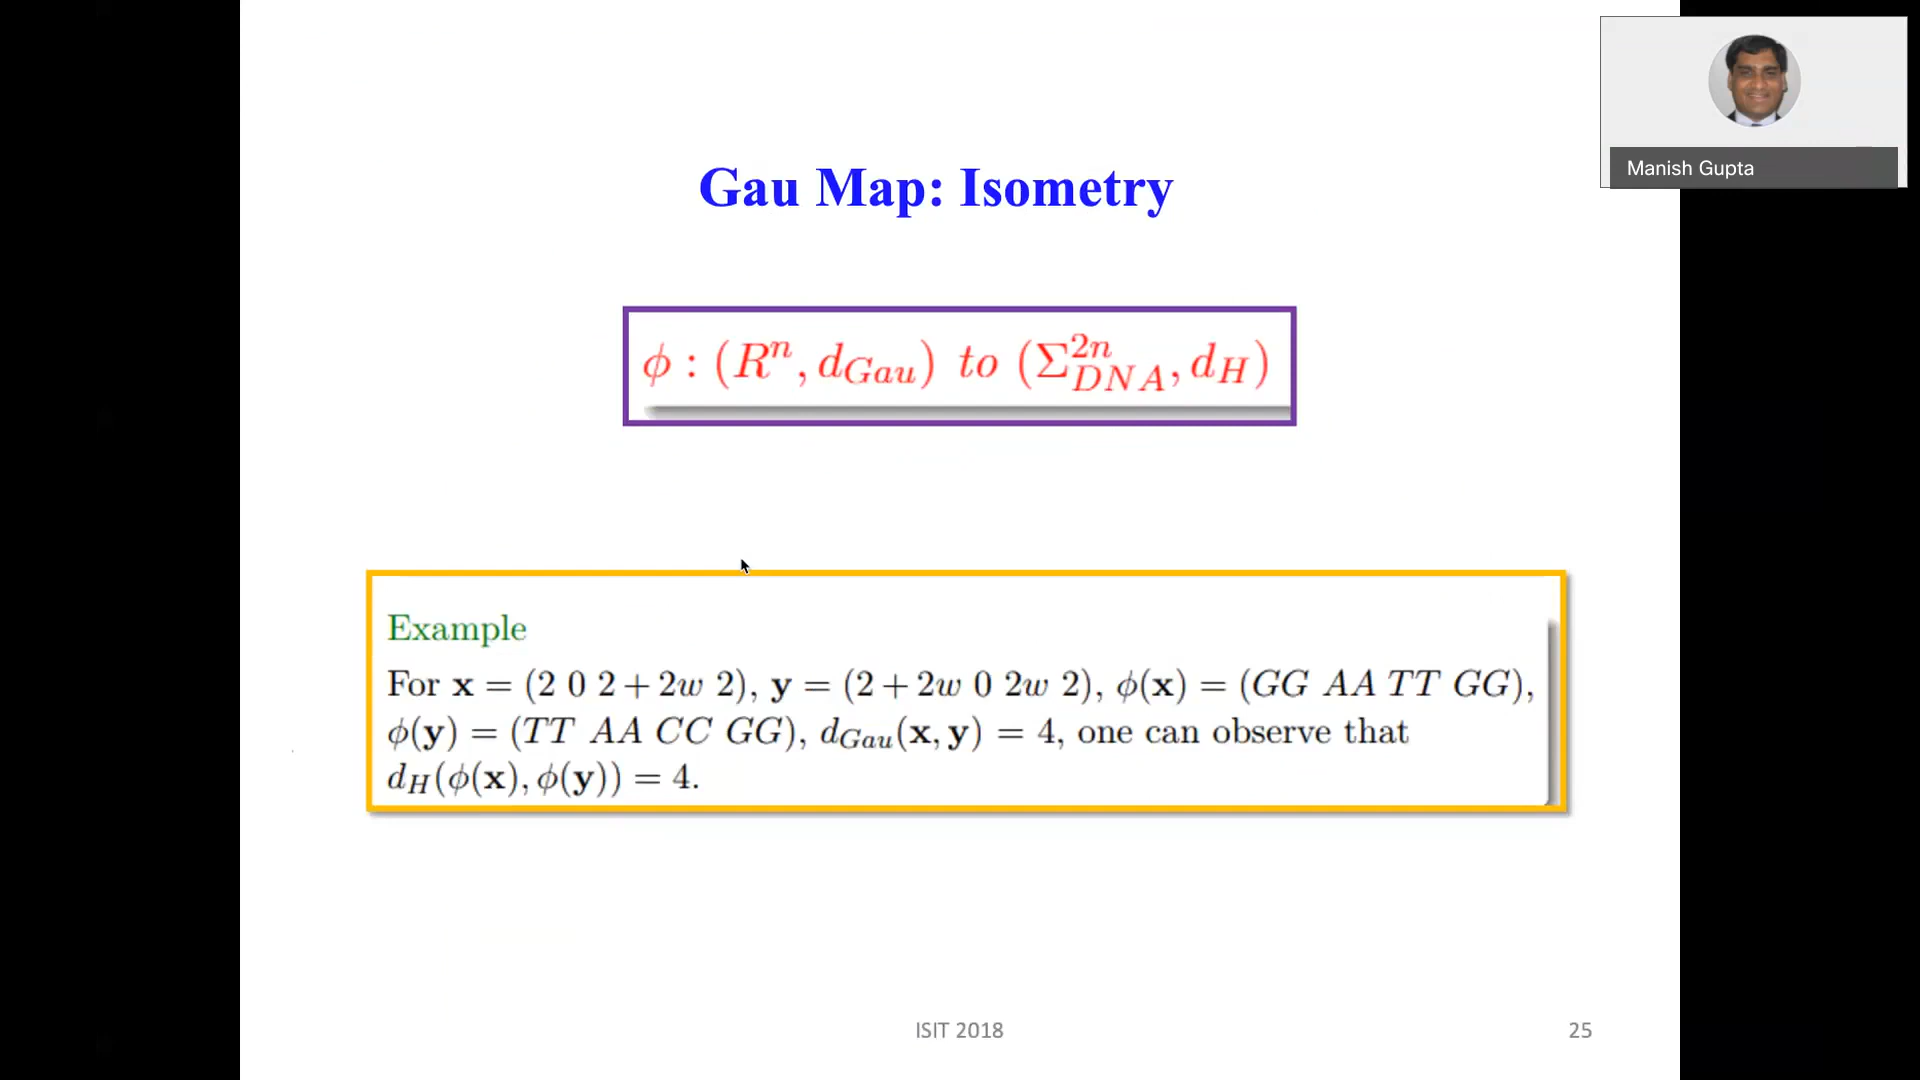 Manish Gupta
Gau Map: Isometry
ϕ : (Rⁿ, d_Gau) to (Σ^{2n}_{DNA}, d_H)
Example
For x = (2 0 2 + 2w 2), y = (2 + 2w 0 2w 2), ϕ(x) = (GG AA TT GG),
ϕ(y) = (TT AA CC GG), d_Gau(x, y) = 4, one can observe that
d_H(ϕ(x), ϕ(y)) = 4.
ISIT 2018
25